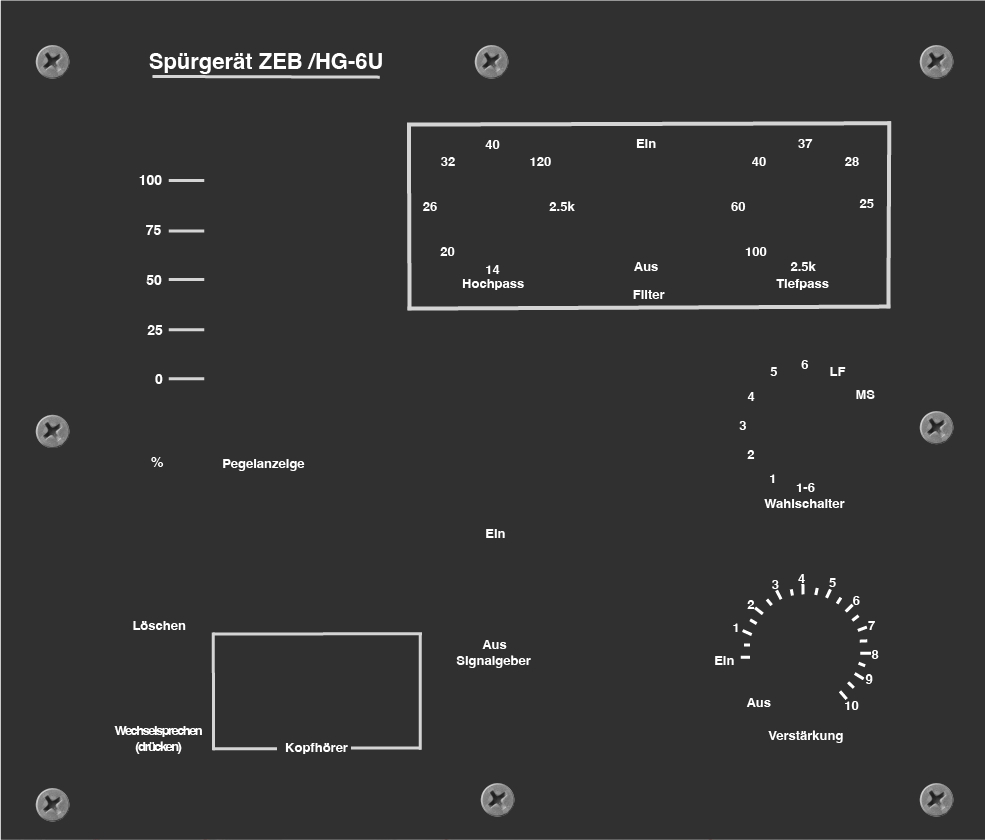 Spürgerät ZEB /HG-6U
40
32
120
26
2.5k
20
14
Hochpass
Ein
Aus
Filter
37
40
28
60
25
100
2.5k
Tiefpass
100
75
50
25
0
%
Pegelanzeige
6
5
LF
4
MS
3
2
1
1-6
Wahlschalter
Ein
Aus
Signalgeber
Löschen
Wechselsprechen
(drücken)
Kopfhörer
4
3
5
2
6
1
7
Ein
8
9
Aus
10
Verstärkung